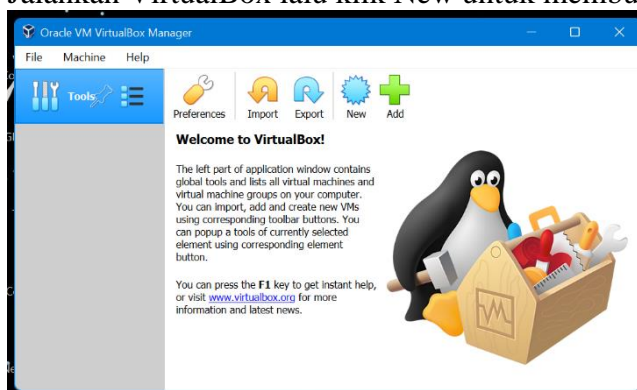 Jalankan VirtualBox lalu klik New untuk membu
Oracle VM VirtualBox Manager
File Machine Help
Tools
Preferences Import Export New Add
Welcome to VirtualBox!
The left part of application window contains
global tools and lists all virtual machines and
virtual machine groups on your computer.
You can import, add and create new VMs
using corresponding toolbar buttons. You
can popup a tools of currently selected
element using corresponding element
button.
You can press the F1 key to get instant help,
or visit www.virtualbox.org for more
information and latest news.